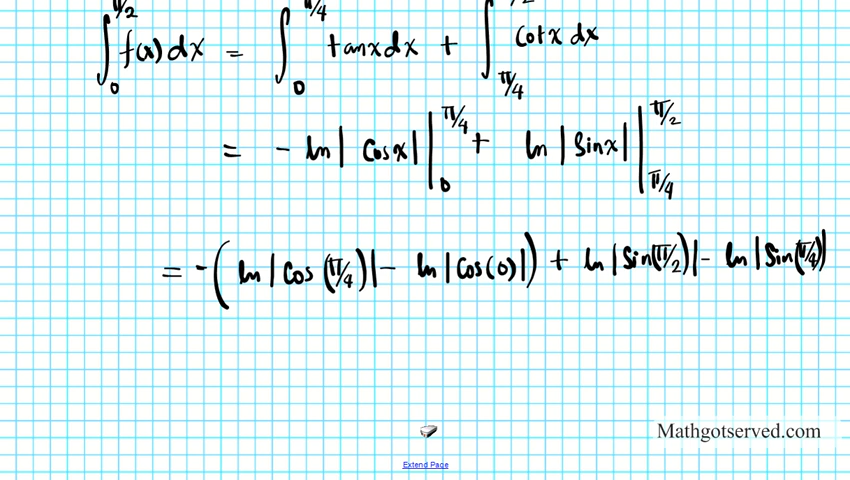 ∫₀^(π/2) f(x) dx = ∫₀^(π/4) tanx dx + ∫_(π/4)^(π/2) cotx dx
= - ln| cosx| |₀^(π/4) + ln |sinx| |_(π/4)^(π/2)
= -( ln |cos (π/4)| - ln |cos(0)|) + ln |sin(π/2)| - ln |sin(π/4)|
Mathgotserved.com
Extend Page